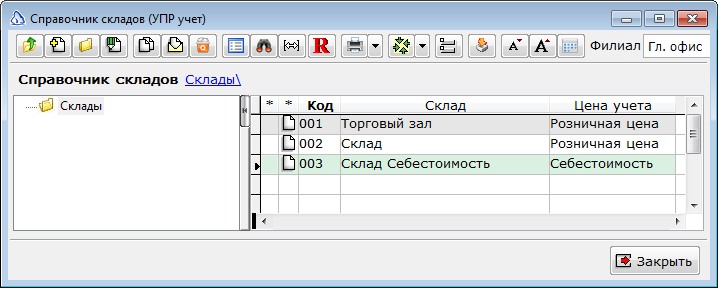 Справочник складов (УПР учет)
R Филиал Гл. офис
Справочник складов Склады\
Склады
* * Код Склад Цена учета
001 Торговый зал Розничная цена
002 Склад Розничная цена
003 Склад Себестоимость Себестоимость
Закрыть